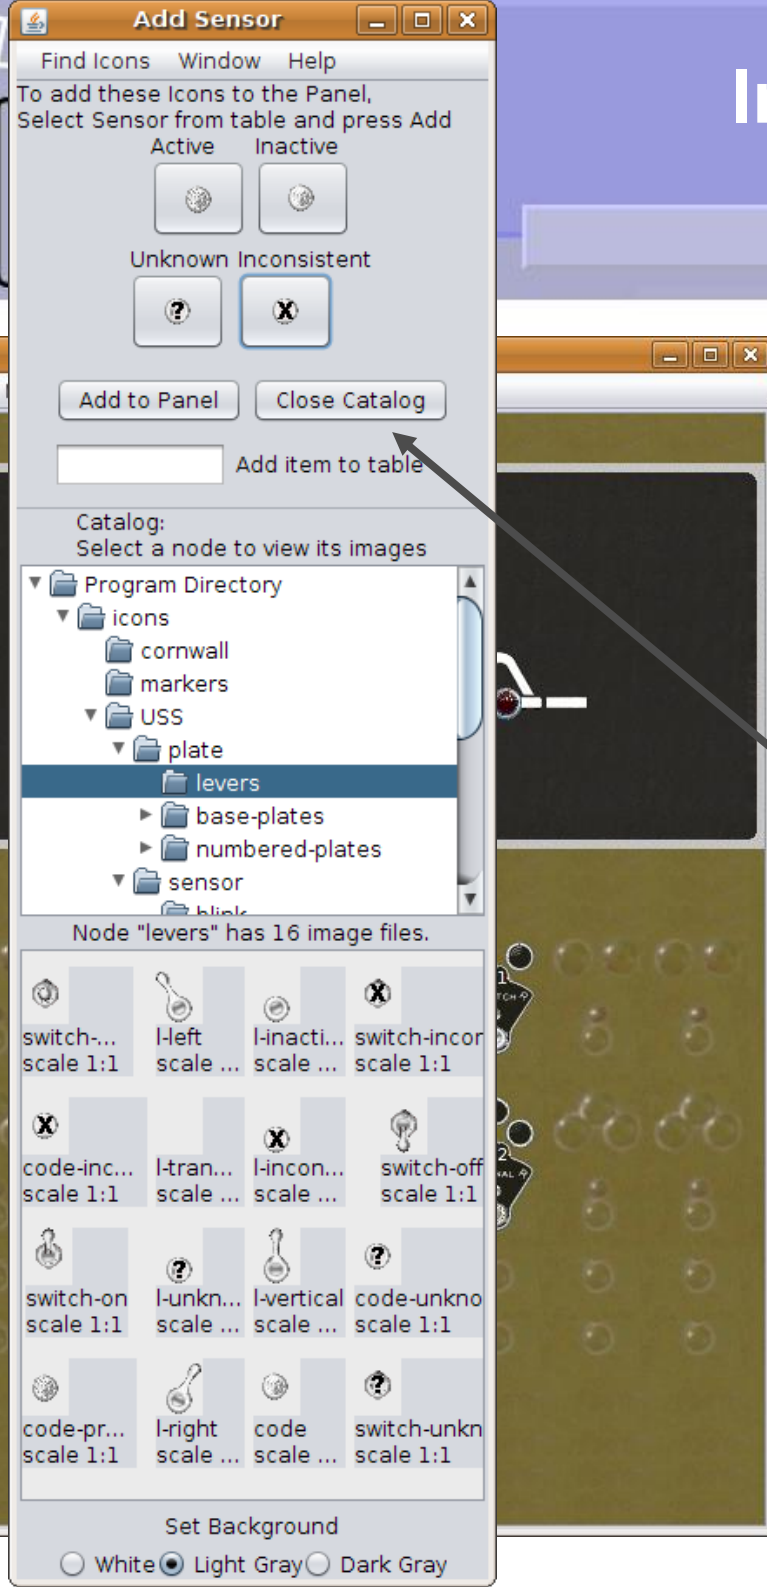 Add Sensor
In
Find Icons Window Help
To add these Icons to the Panel,
Select Sensor from table and press Add
Active Inactive
Unknown Inconsistent
?
X
Add to Panel Close Catalog
Add item to table
Catalog:
Select a node to view its images
Program Directory
icons
cornwall
markers
USS
plate
levers
base-plates
numbered-plates
sensor
blink
Node "levers" has 16 image files.
X
switch-... l-left l-inacti... switch-incor
scale 1:1 scale ... scale ... scale 1:1
X X
code-inc... l-tran... l-incon... switch-off
scale 1:1 scale ... scale ... scale 1:1
? ?
switch-on l-unkn... l-vertical code-unkno
scale 1:1 scale ... scale ... scale 1:1
?
code-pr... l-right code switch-unkn
scale 1:1 scale ... scale ... scale 1:1
Set Background
White Light Gray Dark Gray